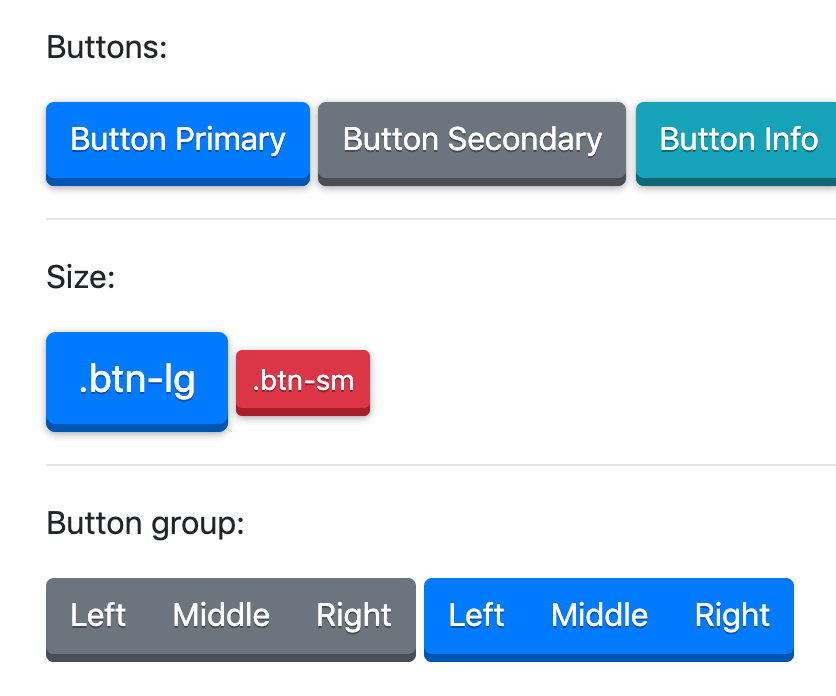 Buttons:
Button Primary Button Secondary Button Info
Size:
.btn-lg .btn-sm
Button group:
Left Middle Right Left Middle Right